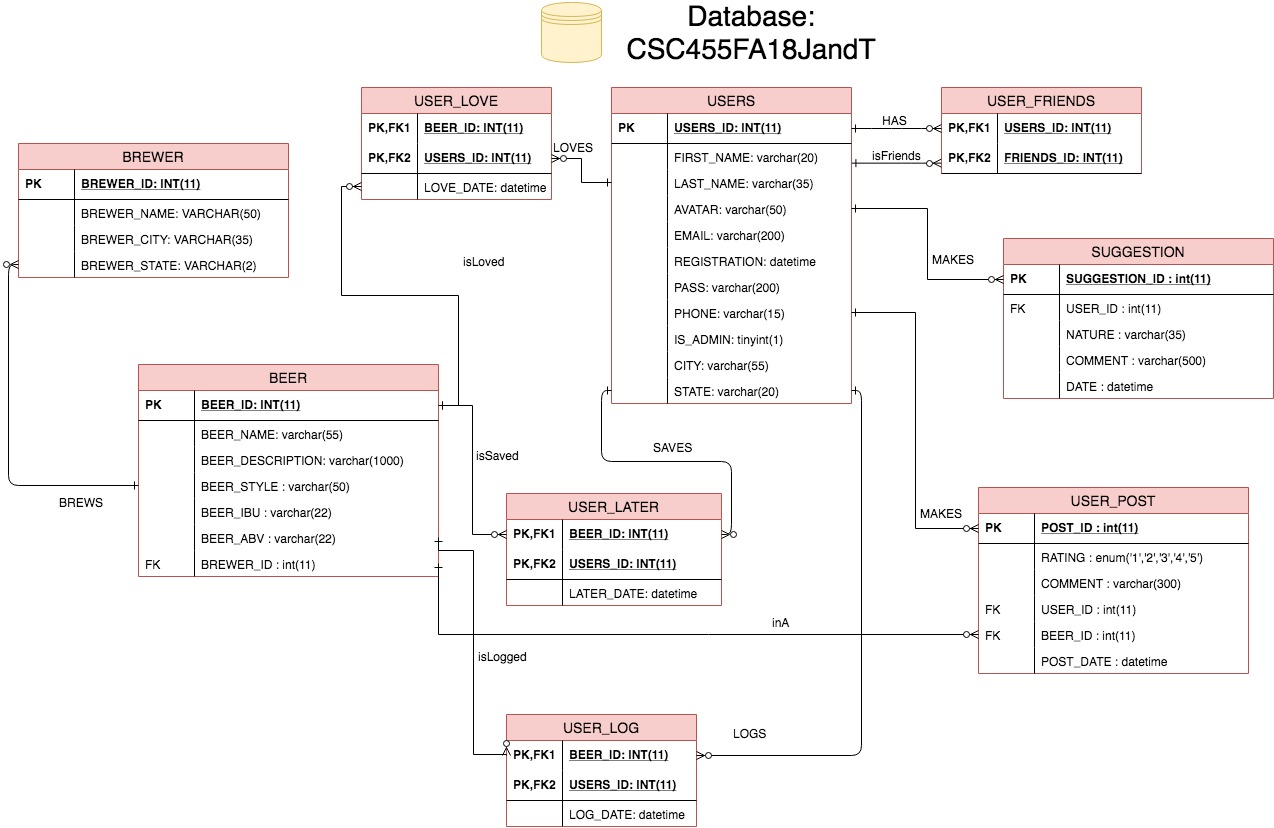 Database:
CSC455FA18JandT
USER_LOVE
PK,FK1 BEER_ID: INT(11)
PK,FK2 USERS_ID: INT(11)
LOVE_DATE: datetime
LOVES
USERS
PK USERS_ID: INT(11)
FIRST_NAME: varchar(20)
LAST_NAME: varchar(35)
AVATAR: varchar(50)
EMAIL: varchar(200)
REGISTRATION: datetime
PASS: varchar(200)
PHONE: varchar(15)
IS_ADMIN: tinyint(1)
CITY: varchar(55)
STATE: varchar(20)
HAS
isFriends
USER_FRIENDS
PK,FK1 USERS_ID: INT(11)
PK,FK2 FRIENDS_ID: INT(11)
BREWER
PK BREWER_ID: INT(11)
BREWER_NAME: VARCHAR(50)
BREWER_CITY: VARCHAR(35)
BREWER_STATE: VARCHAR(2)
isLoved
MAKES
SUGGESTION
PK SUGGESTION_ID : int(11)
FK USER_ID : int(11)
NATURE : varchar(35)
COMMENT : varchar(500)
DATE : datetime
BEER
PK BEER_ID: INT(11)
BEER_NAME: varchar(55)
BEER_DESCRIPTION: varchar(1000)
BEER_STYLE : varchar(50)
BEER_IBU : varchar(22)
BEER_ABV : varchar(22)
FK BREWER_ID : int(11)
BREWS
isSaved
SAVES
USER_LATER
PK,FK1 BEER_ID: INT(11)
PK,FK2 USERS_ID: INT(11)
LATER_DATE: datetime
MAKES
USER_POST
PK POST_ID : int(11)
RATING : enum('1','2','3','4','5')
COMMENT : varchar(300)
FK USER_ID : int(11)
FK BEER_ID : int(11)
POST_DATE : datetime
inA
isLogged
USER_LOG
PK,FK1 BEER_ID: INT(11)
PK,FK2 USERS_ID: INT(11)
LOG_DATE: datetime
LOGS